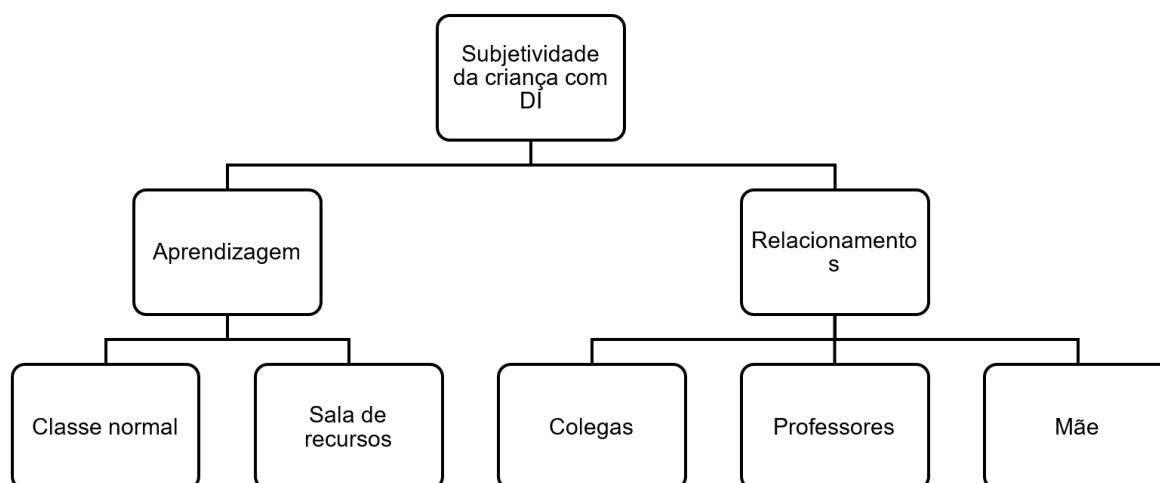 Subjetividade
da criança com
DI
Aprendizagem
Relacionamento
s
Classe normal
Sala de
recursos
Colegas
Professores
Mãe